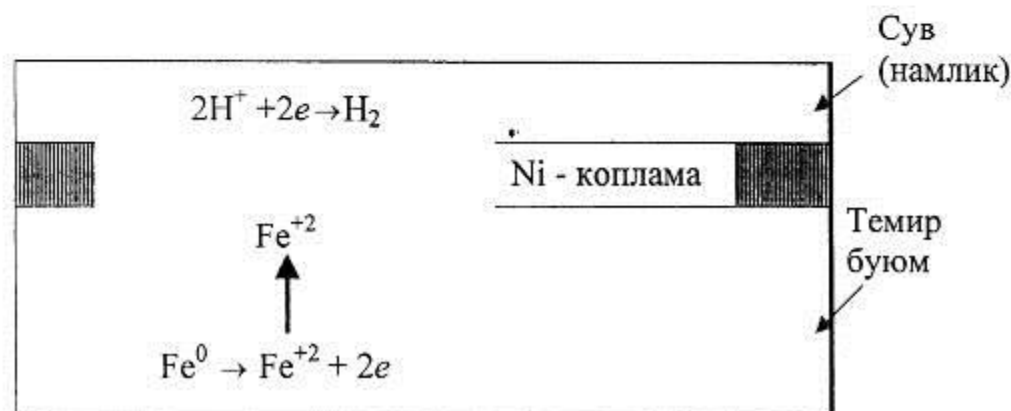 Сув
(намлик)
2H⁺ +2e→H₂
Ni - коплама
Fe⁺²
Темир
буюм
Fe⁰ → Fe⁺² + 2e